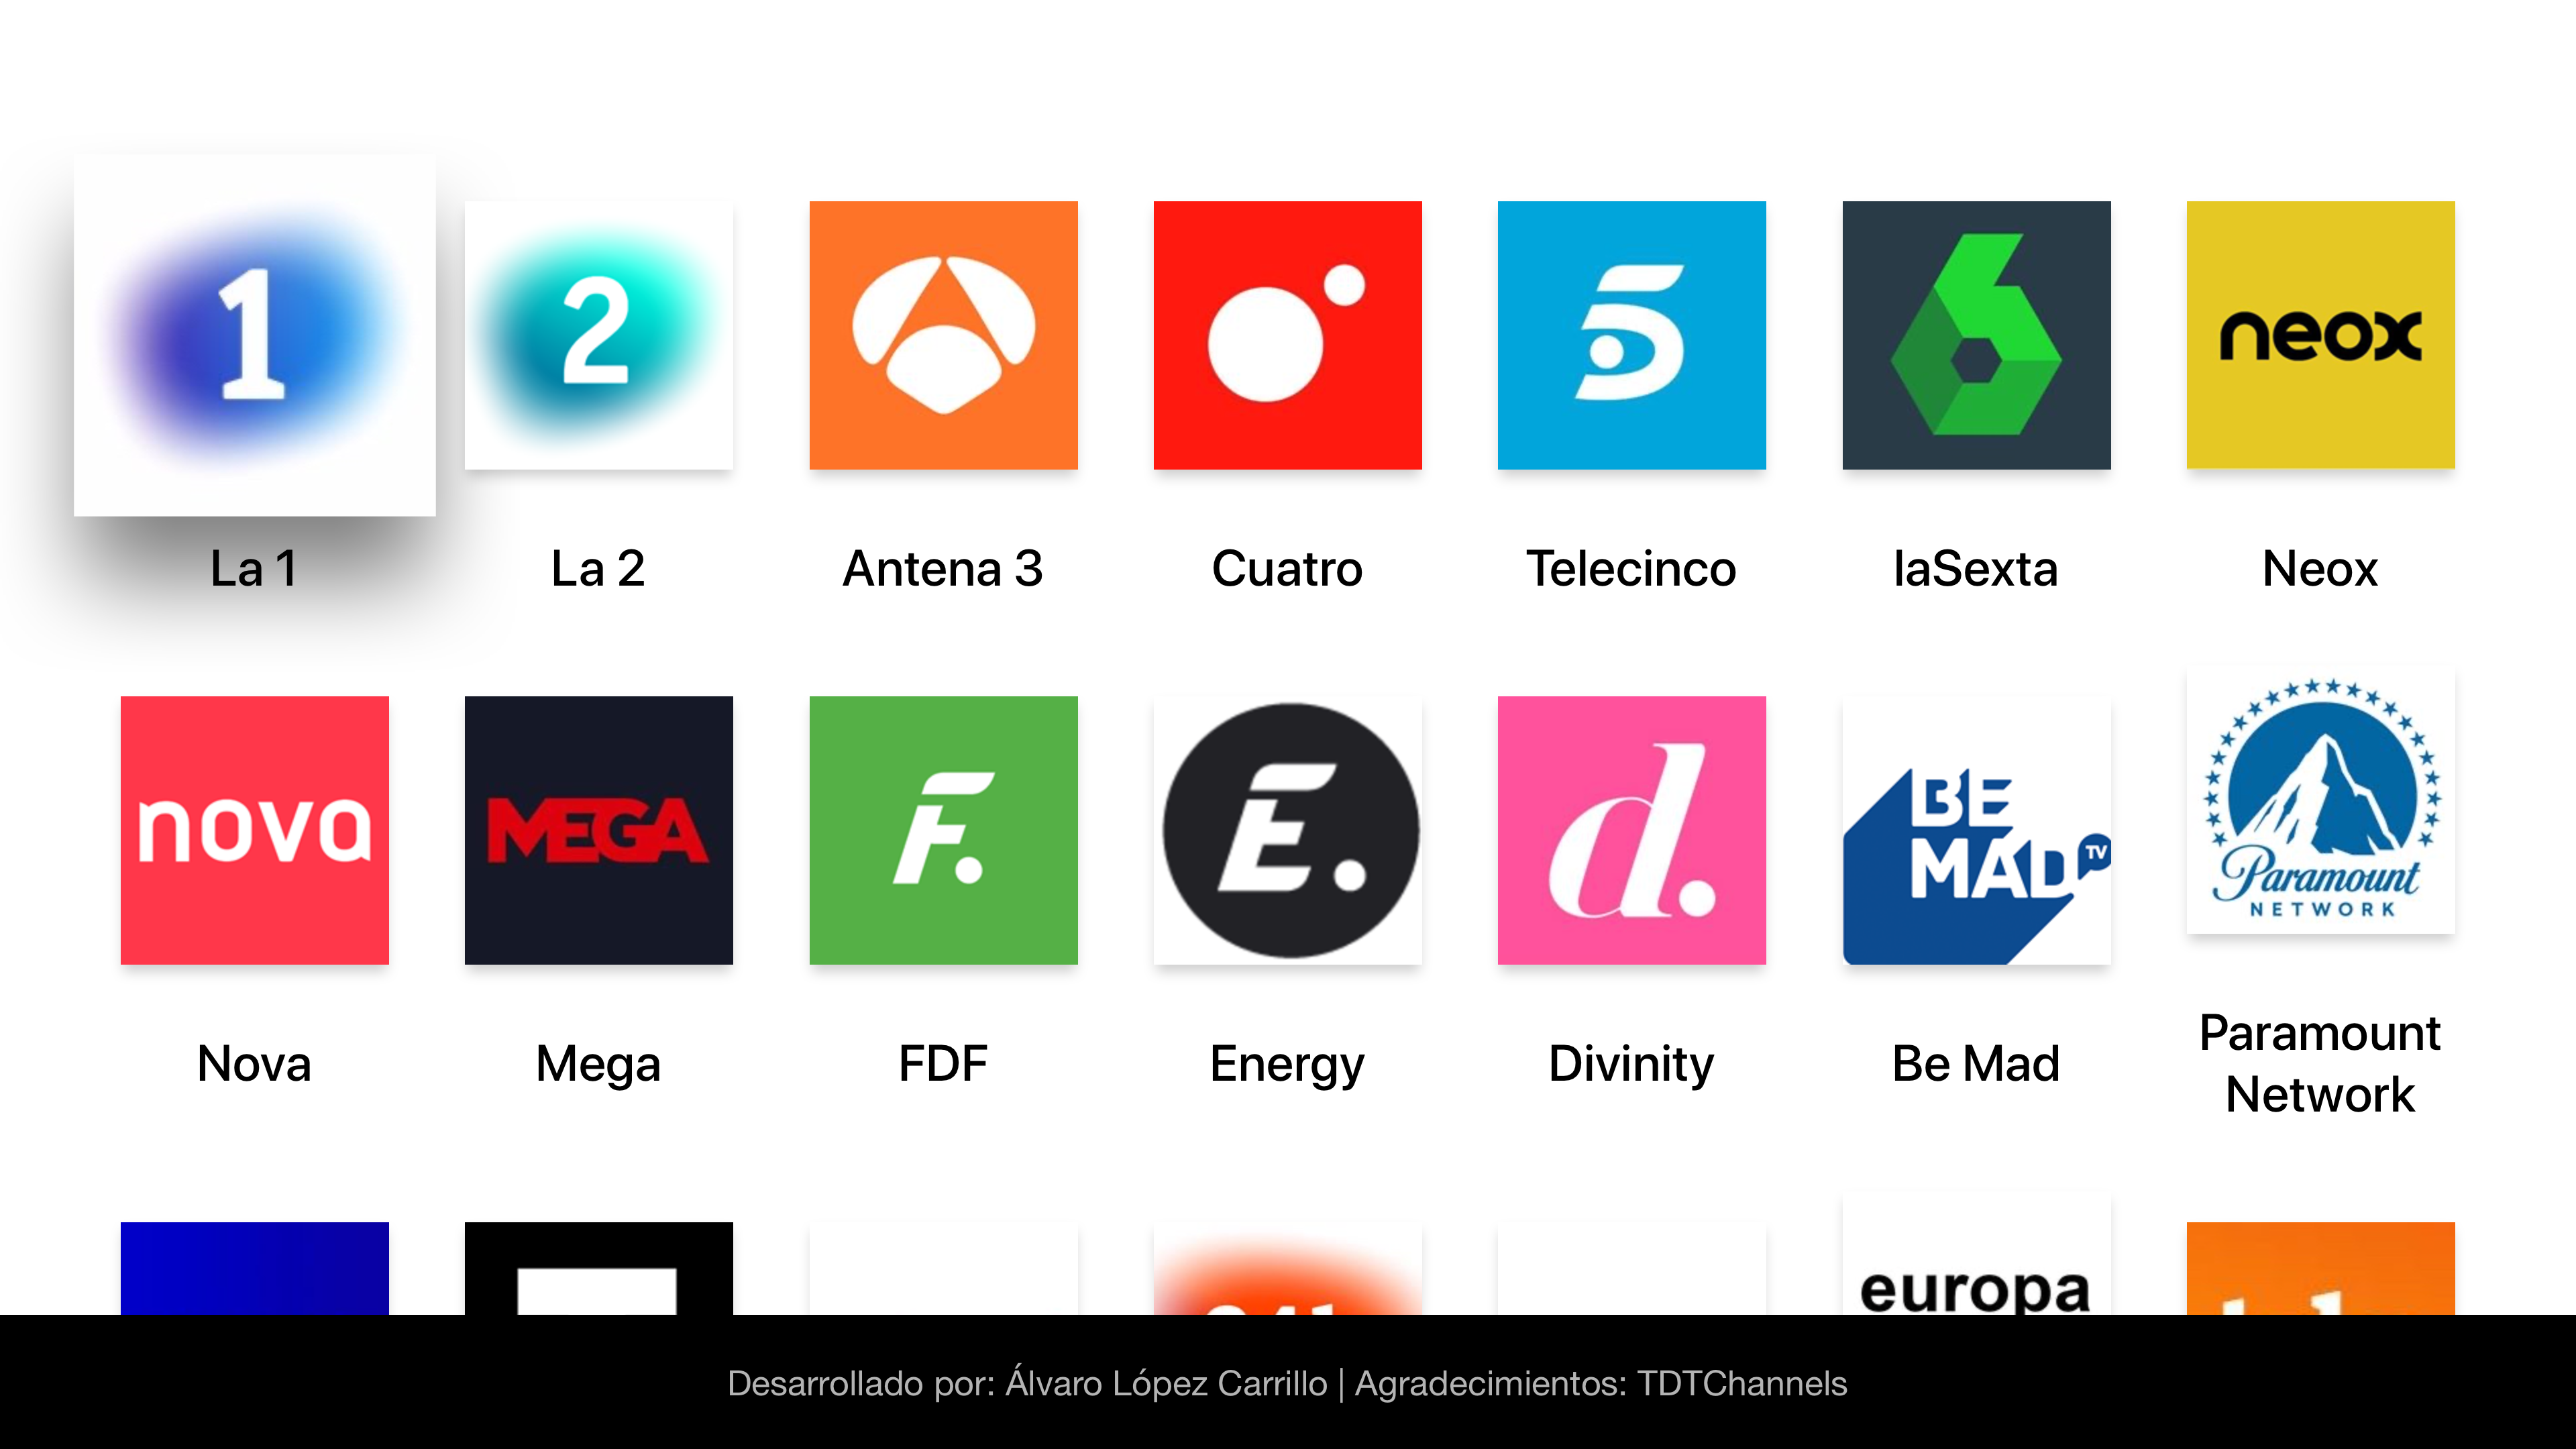 1
2
5
6
neox
La 1
La 2
Antena 3
Cuatro
Telecinco
laSexta
Neox
nova
MEGA
F.
E.
d.
BE
MAD TV
Paramount
NETWORK
Nova
Mega
FDF
Energy
Divinity
Be Mad
Paramount
Network
europa
Desarrollado por: Álvaro López Carrillo | Agradecimientos: TDTChannels